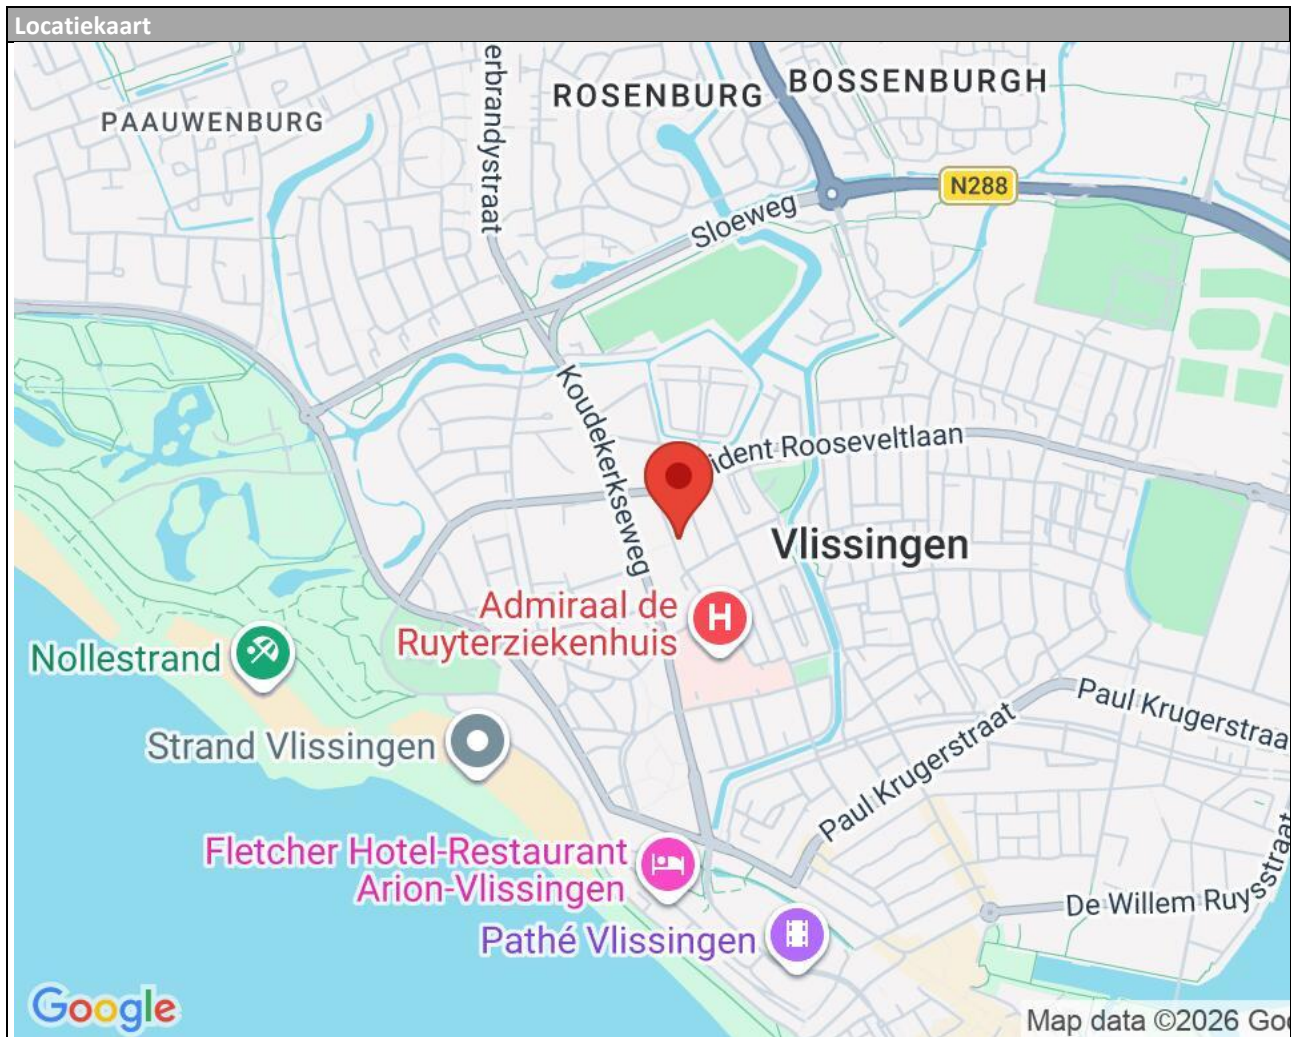 Locatiekaart
erbrandystraat
ROSENBURG
BOSSENBURGH
PAAUWENBURG
N288
Sloeweg
Koudekerkseweg
ident Rooseveltlaan
Vlissingen
Admiraal de
Ruyterziekenhuis
H
Nollestrand
Strand Vlissingen
Paul Krugerstraat
Paul Krugerstraa
Fletcher Hotel-Restaurant
Arion-Vlissingen
De Willem Ruysstraat
Pathé Vlissingen
Google
Map data ©2026 Goo